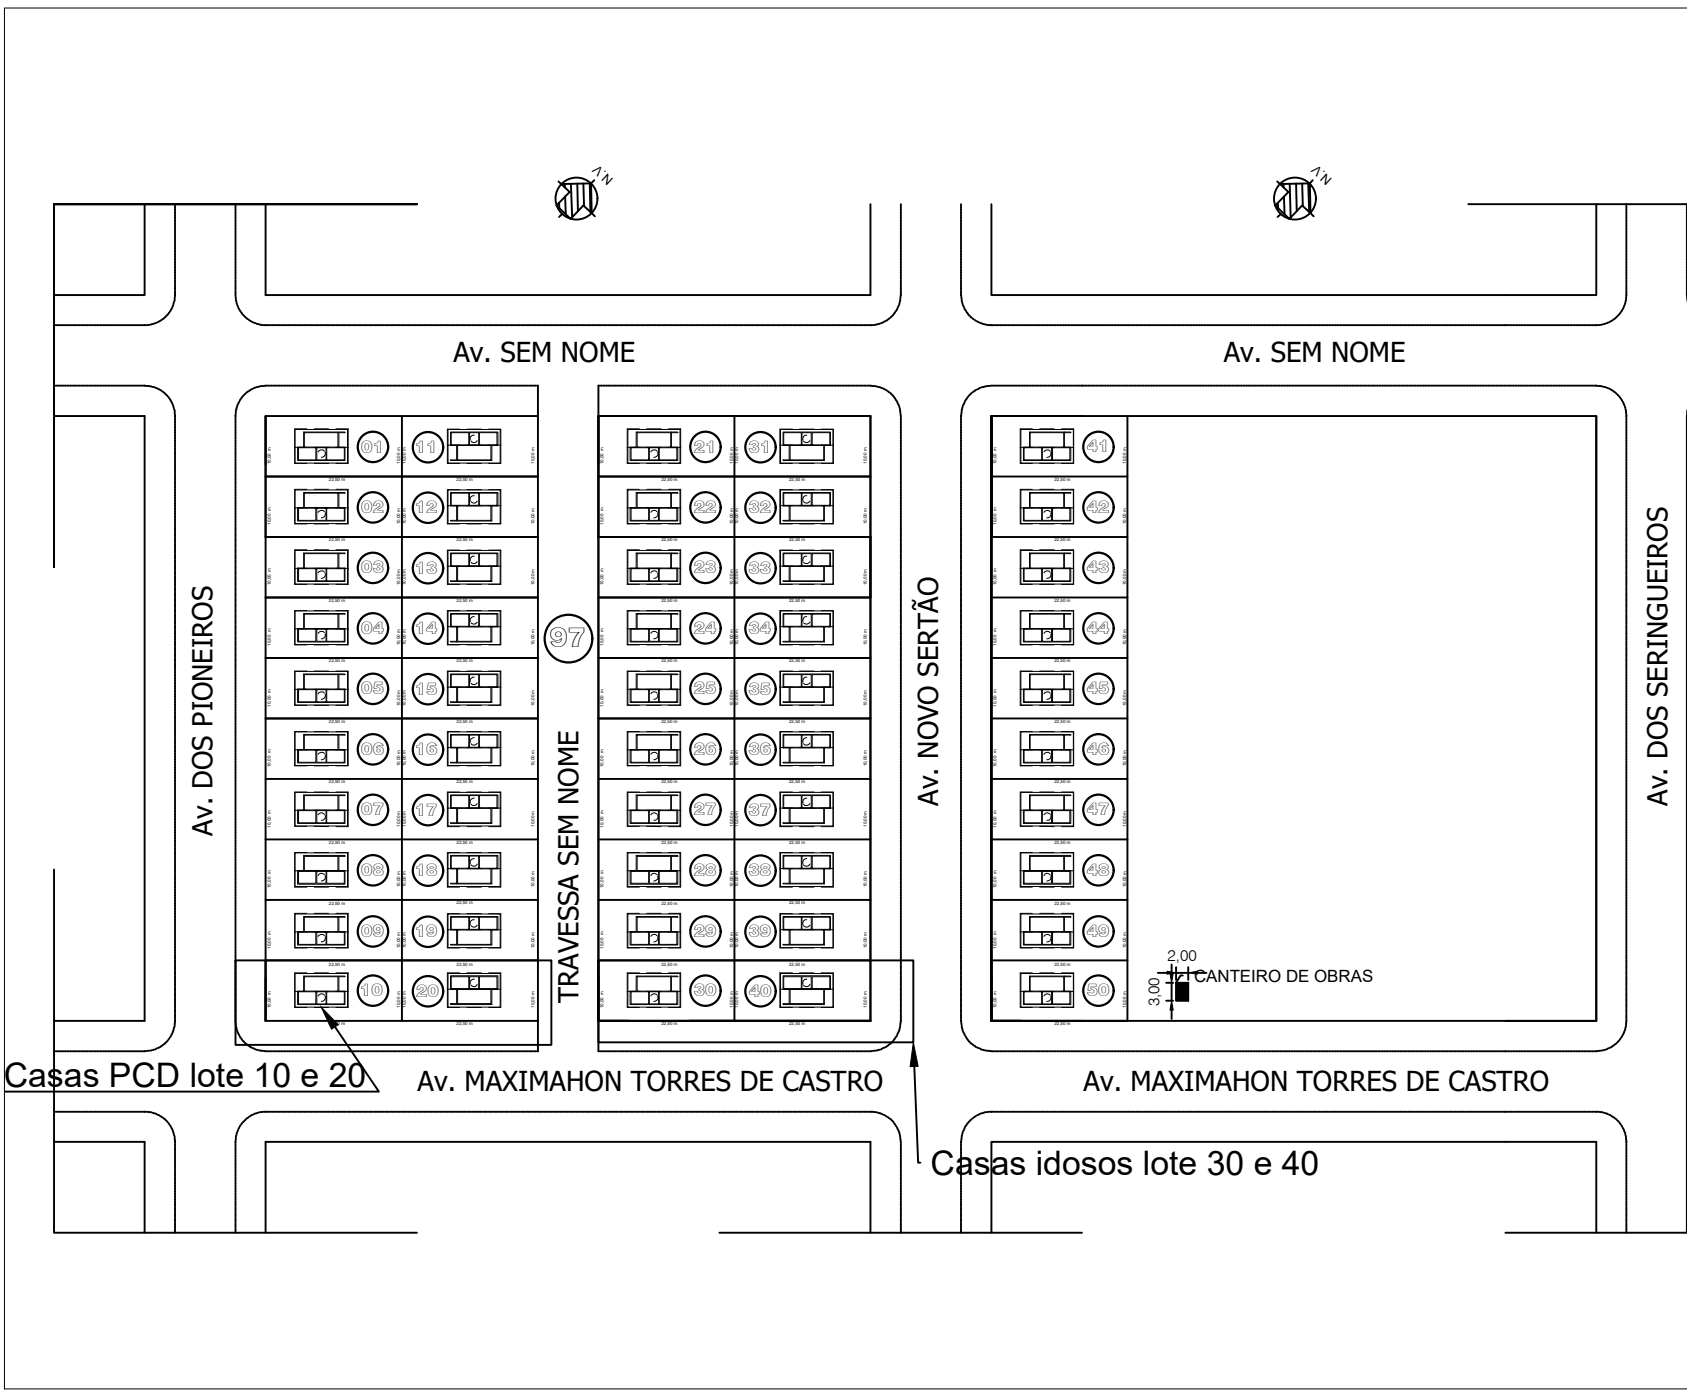 N.V
N.V
Av. SEM NOME
Av. SEM NOME
01 11 21 31 41
02 12 22 32 42
03 13 23 33 43
04 14 24 34 44
97
05 15 25 35 45
06 16 26 36 46
07 17 27 37 47
08 18 28 38 48
09 19 29 39 49
10 20 30 40 50
10,00 m
22,50 m
Av. DOS PIONEIROS
TRAVESSA SEM NOME
Av. NOVO SERTÃO
Av. DOS SERINGUEIROS
2,00
CANTEIRO DE OBRAS
3,00
Casas PCD lote 10 e 20
Av. MAXIMAHON TORRES DE CASTRO
Av. MAXIMAHON TORRES DE CASTRO
Casas idosos lote 30 e 40